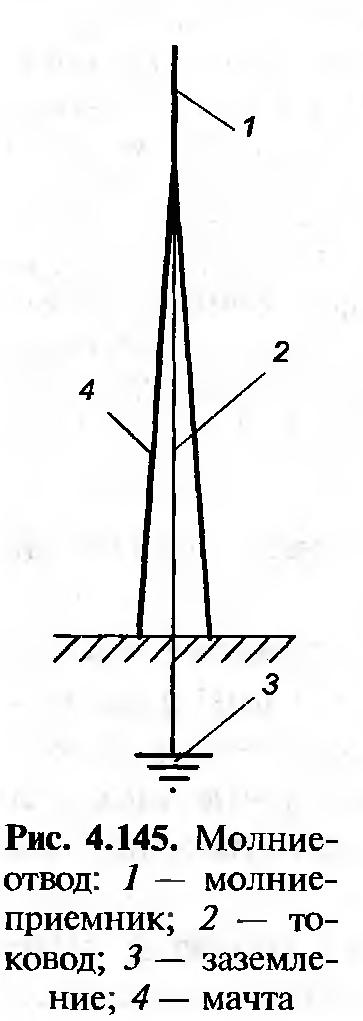 1
2
4
3
Рис. 4.145. Молние-
отвод: 1 — молние-
приемник; 2 — то-
ковод; 3 — заземле-
ние; 4 — мачта